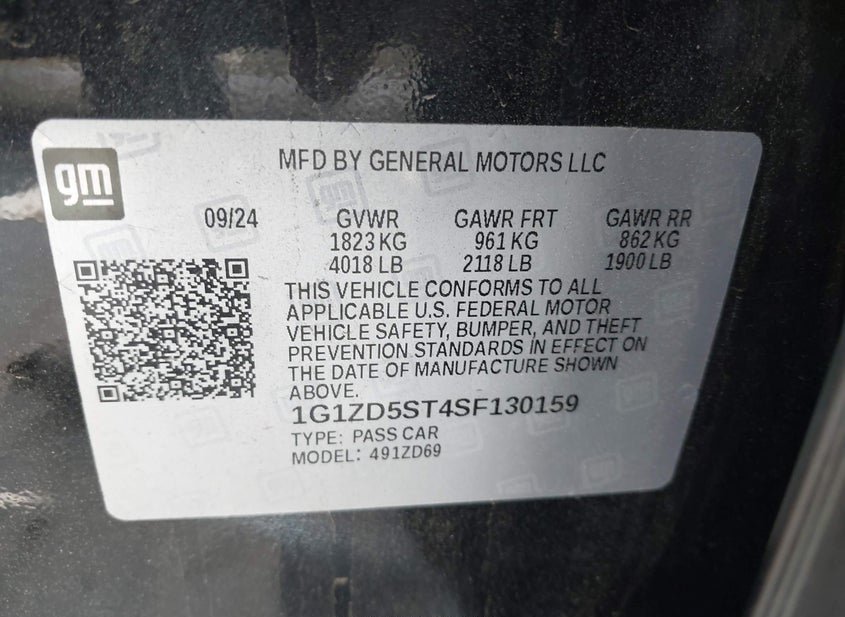 gm
MFD BY GENERAL MOTORS LLC
09/24 GVWR GAWR FRT GAWR RR
1823 KG 961 KG 862 KG
4018 LB 2118 LB 1900 LB
THIS VEHICLE CONFORMS TO ALL
APPLICABLE U.S. FEDERAL MOTOR
VEHICLE SAFETY, BUMPER, AND THEFT
PREVENTION STANDARDS IN EFFECT ON
THE DATE OF MANUFACTURE SHOWN
ABOVE.
1G1ZD5ST4SF130159
TYPE: PASS CAR
MODEL: 491ZD69